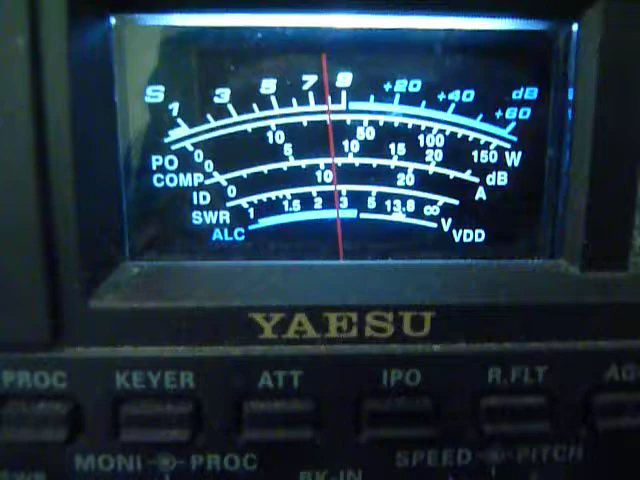 S 1 3 5 7 9 +20 +40 +60 dB
PO 0 10 50 100 150 W
COMP 0 5 10 15 20 dB
ID 0 10 20 A
SWR 1 1.5 2 3 5 13.8 ∞ V
ALC VDD
YAESU
PROC KEYER ATT IPO R.FLT
MONI PROC SPEED PITCH
BK-IN